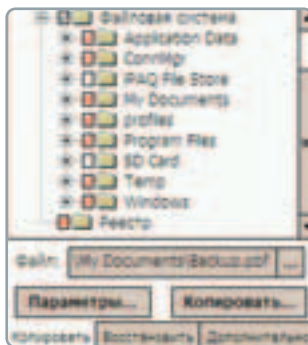 Файловая система
Application Data
ConnMgr
iPAQ File Store
My Documents
profiles
Program Files
SD Card
Temp
Windows
Реестр
Файл: \My Documents\Backup.pbf ...
Параметры... Копировать...
Копировать Восстановить Дополнительно